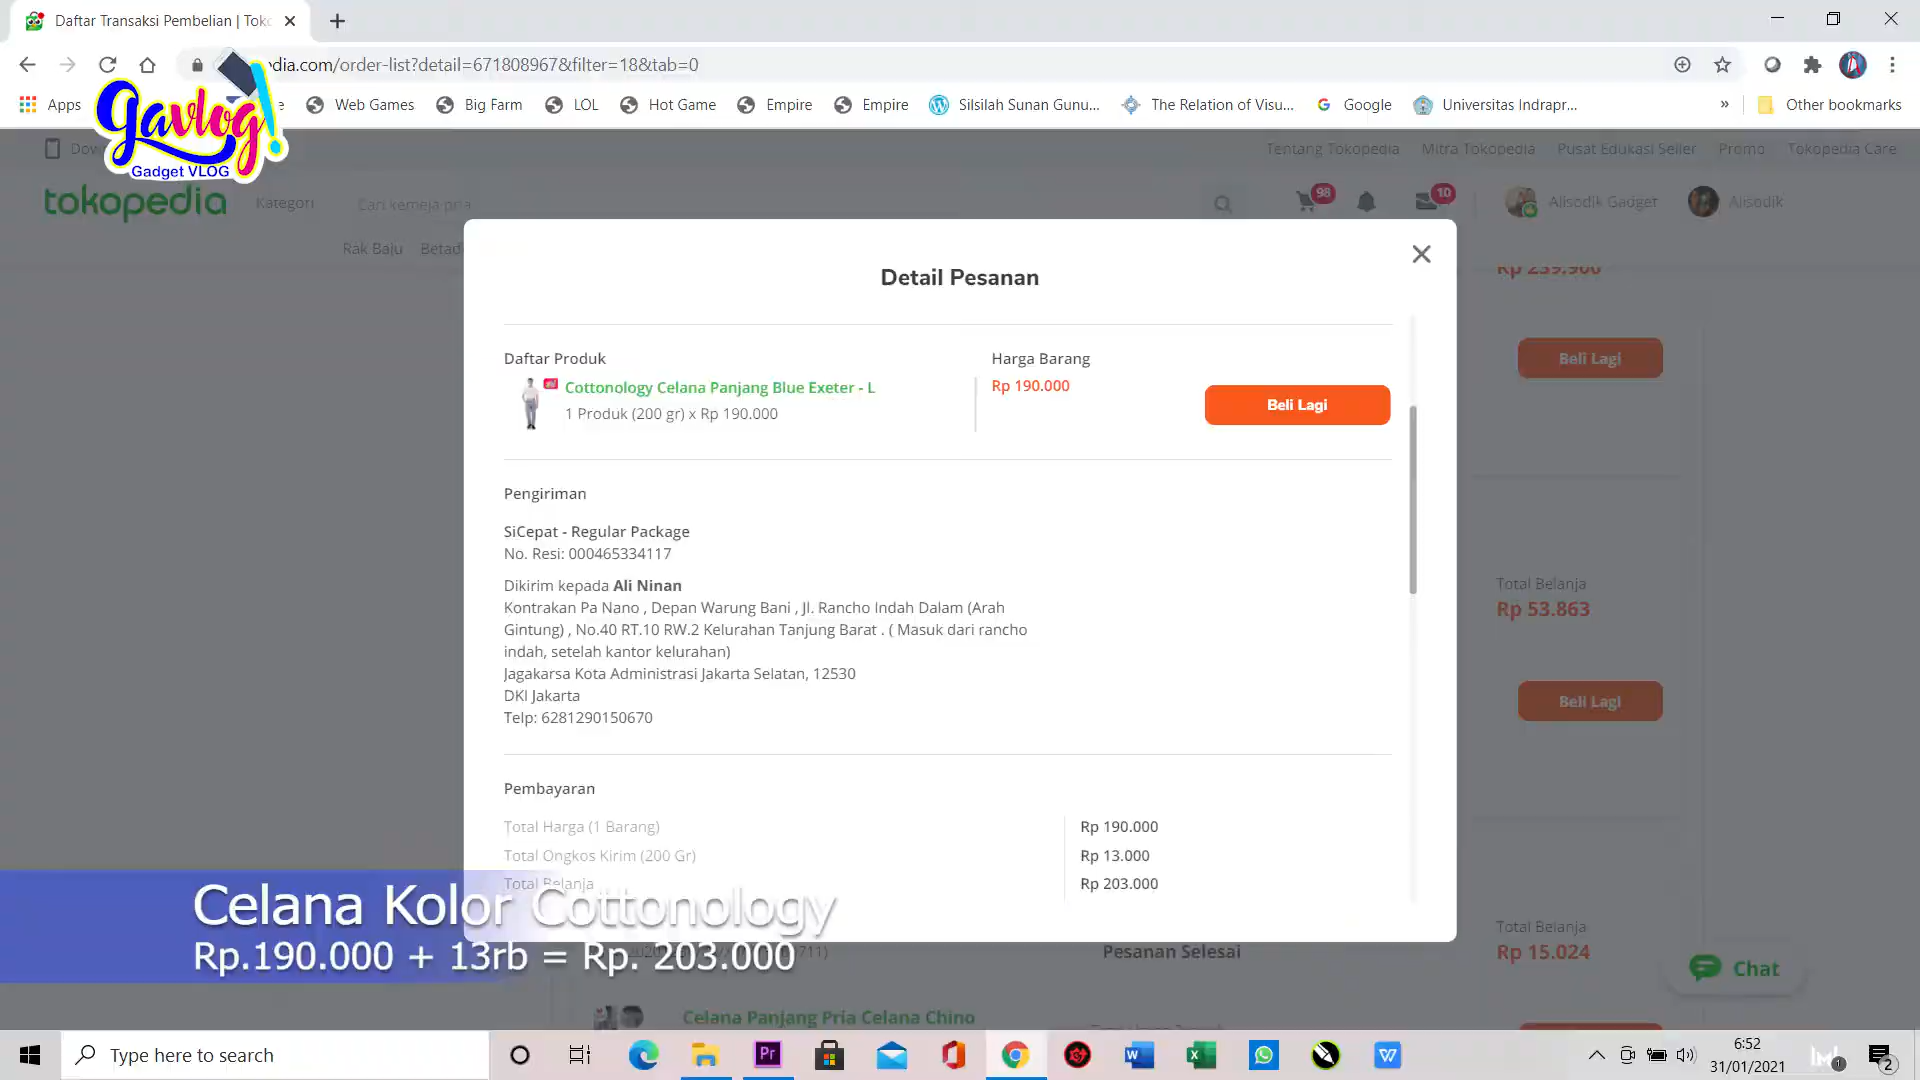 Daftar Transaksi Pembelian | Tok
dia.com/order-list?detail=671808967&filter=18&tab=0
Apps
Web Games
Big Farm
LOL
Hot Game
Empire
Empire
Silsilah Sunan Gunu...
The Relation of Visu...
Google
Universitas Indrapr...
»
Other bookmarks
gavlog!
Gadget VLOG
Tentang Tokopedia
Mitra Tokopedia
Pusat Edukasi Seller
Promo
Tokopedia Care
tokopedia
Kategori
Cari kemeja pria
98
10
Alisodik Gadget
Alisodik
Rak Baju
Betad
Rp 239.900
Detail Pesanan
Daftar Produk
Harga Barang
Cottonology Celana Panjang Blue Exeter - L
Rp 190.000
1 Produk (200 gr) x Rp 190.000
Beli Lagi
Beli Lagi
Pengiriman
SiCepat - Regular Package
No. Resi: 000465334117
Dikirim kepada Ali Ninan
Kontrakan Pa Nano , Depan Warung Bani , Jl. Rancho Indah Dalam (Arah
Gintung) , No.40 RT.10 RW.2 Kelurahan Tanjung Barat . ( Masuk dari rancho
indah, setelah kantor kelurahan)
Jagakarsa Kota Administrasi Jakarta Selatan, 12530
DKI Jakarta
Telp: 6281290150670
Total Belanja
Rp 53.863
Beli Lagi
Pembayaran
Total Harga (1 Barang)
Rp 190.000
Total Ongkos Kirim (200 Gr)
Rp 13.000
Total Belanja
Rp 203.000
Celana Kolor Cottonology
Rp.190.000 + 13rb = Rp. 203.000
Pesanan Selesai
Total Belanja
Rp 15.024
Chat
Celana Panjang Pria Celana Chino
Type here to search
6:52
31/01/2021
1
2